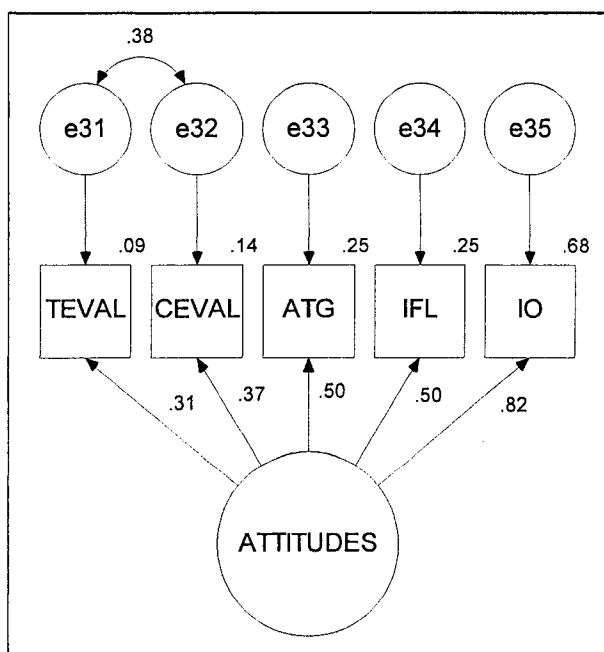 .38
e31 e32 e33 e34 e35
.09 .14 .25 .25 .68
TEVAL CEVAL ATG IFL IO
.31 .37 .50 .50 .82
ATTITUDES